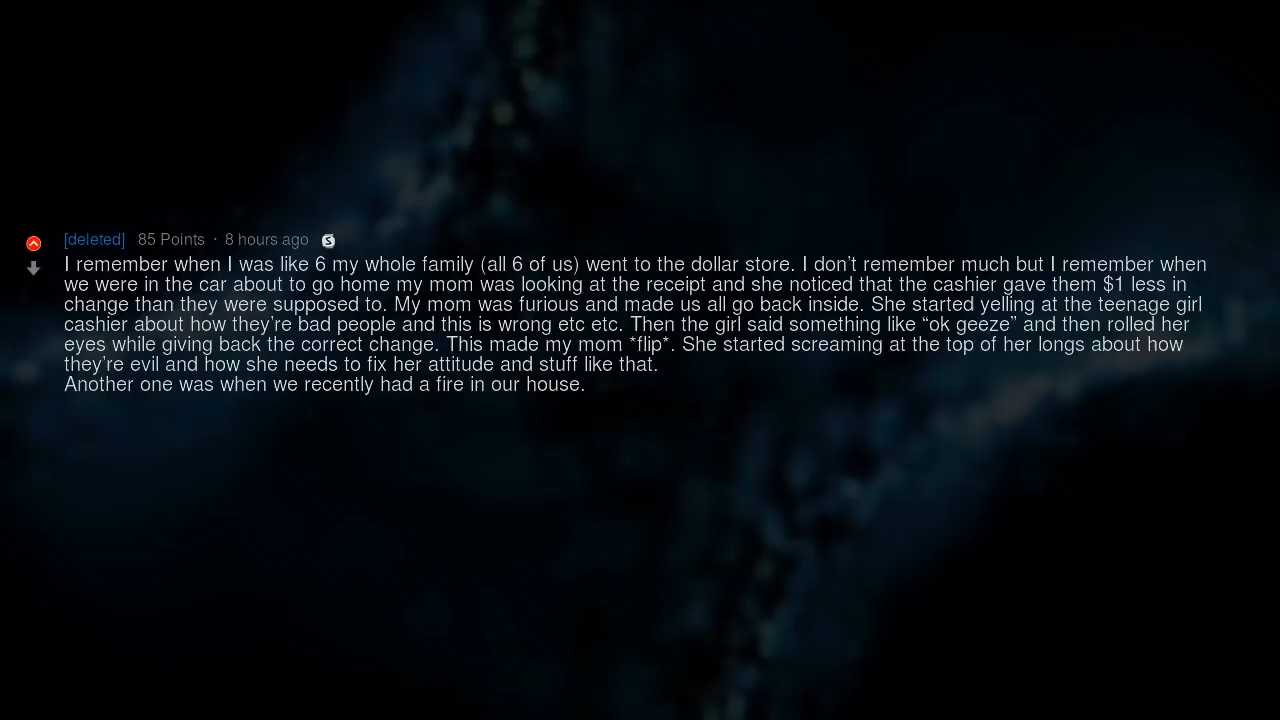 [deleted] 85 Points · 8 hours ago
I remember when I was like 6 my whole family (all 6 of us) went to the dollar store. I don’t remember much but I remember when
we were in the car about to go home my mom was looking at the receipt and she noticed that the cashier gave them $1 less in
change than they were supposed to. My mom was furious and made us all go back inside. She started yelling at the teenage girl
cashier about how they’re bad people and this is wrong etc etc. Then the girl said something like “ok geeze” and then rolled her
eyes while giving back the correct change. This made my mom *flip*. She started screaming at the top of her longs about how
they’re evil and how she needs to fix her attitude and stuff like that.
Another one was when we recently had a fire in our house.